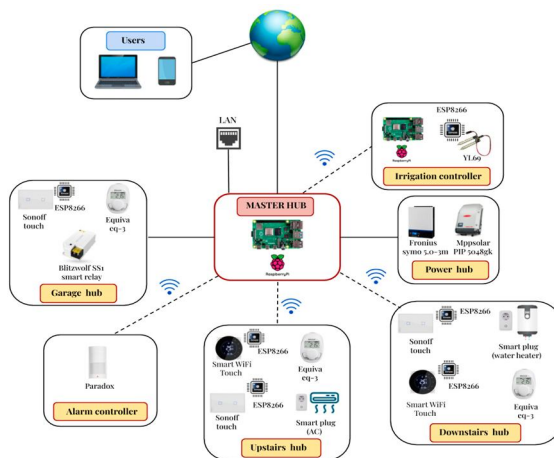 Users
LAN
ESP8266
YL69
RaspberryPi
Irrigation controller
MASTER HUB
RaspberryPi
Sonoff
touch
ESP8266
Equiva
eq-3
Blitzwolf SS1
smart relay
Garage hub
Fronius
symo 5.0-3m
Mppsolar
PIP 5048gk
Power hub
Paradox
Alarm controller
Smart WiFi
Touch
ESP8266
Equiva
eq-3
Sonoff
touch
ESP8266
Smart plug
(AC)
Upstairs hub
Sonoff
touch
ESP8266
Smart plug
(water heater)
Smart WiFi
Touch
ESP8266
Equiva
eq-3
Downstairs hub